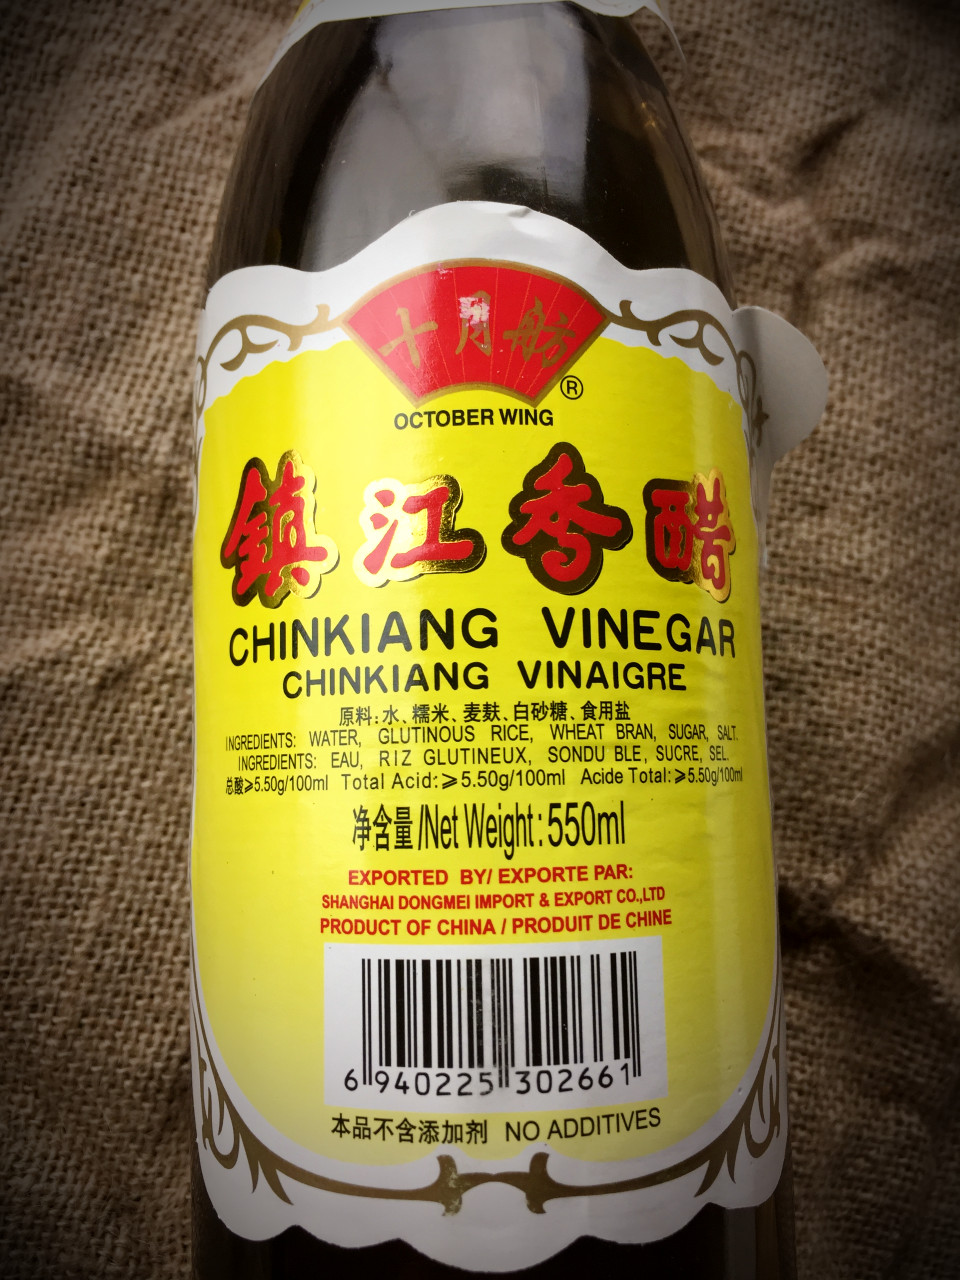 十月舫
®
OCTOBER WING
鎮江香醋
CHINKIANG VINEGAR
CHINKIANG VINAIGRE
原料:水、糯米、麦麸、白砂糖、食用盐
INGREDIENTS: WATER, GLUTINOUS RICE, WHEAT BRAN, SUGAR, SALT.
INGREDIENTS: EAU, RIZ GLUTINEUX, SONDU BLE, SUCRE, SEL.
总酸⩾5.50g/100ml Total Acid:⩾5.50g/100ml Acide Total:⩾5.50g/100ml
净含量/Net Weight:550ml
EXPORTED BY/ EXPORTE PAR:
SHANGHAI DONGMEI IMPORT & EXPORT CO.,LTD
PRODUCT OF CHINA / PRODUIT DE CHINE
6 940225 302661
本品不含添加剂 NO ADDITIVES